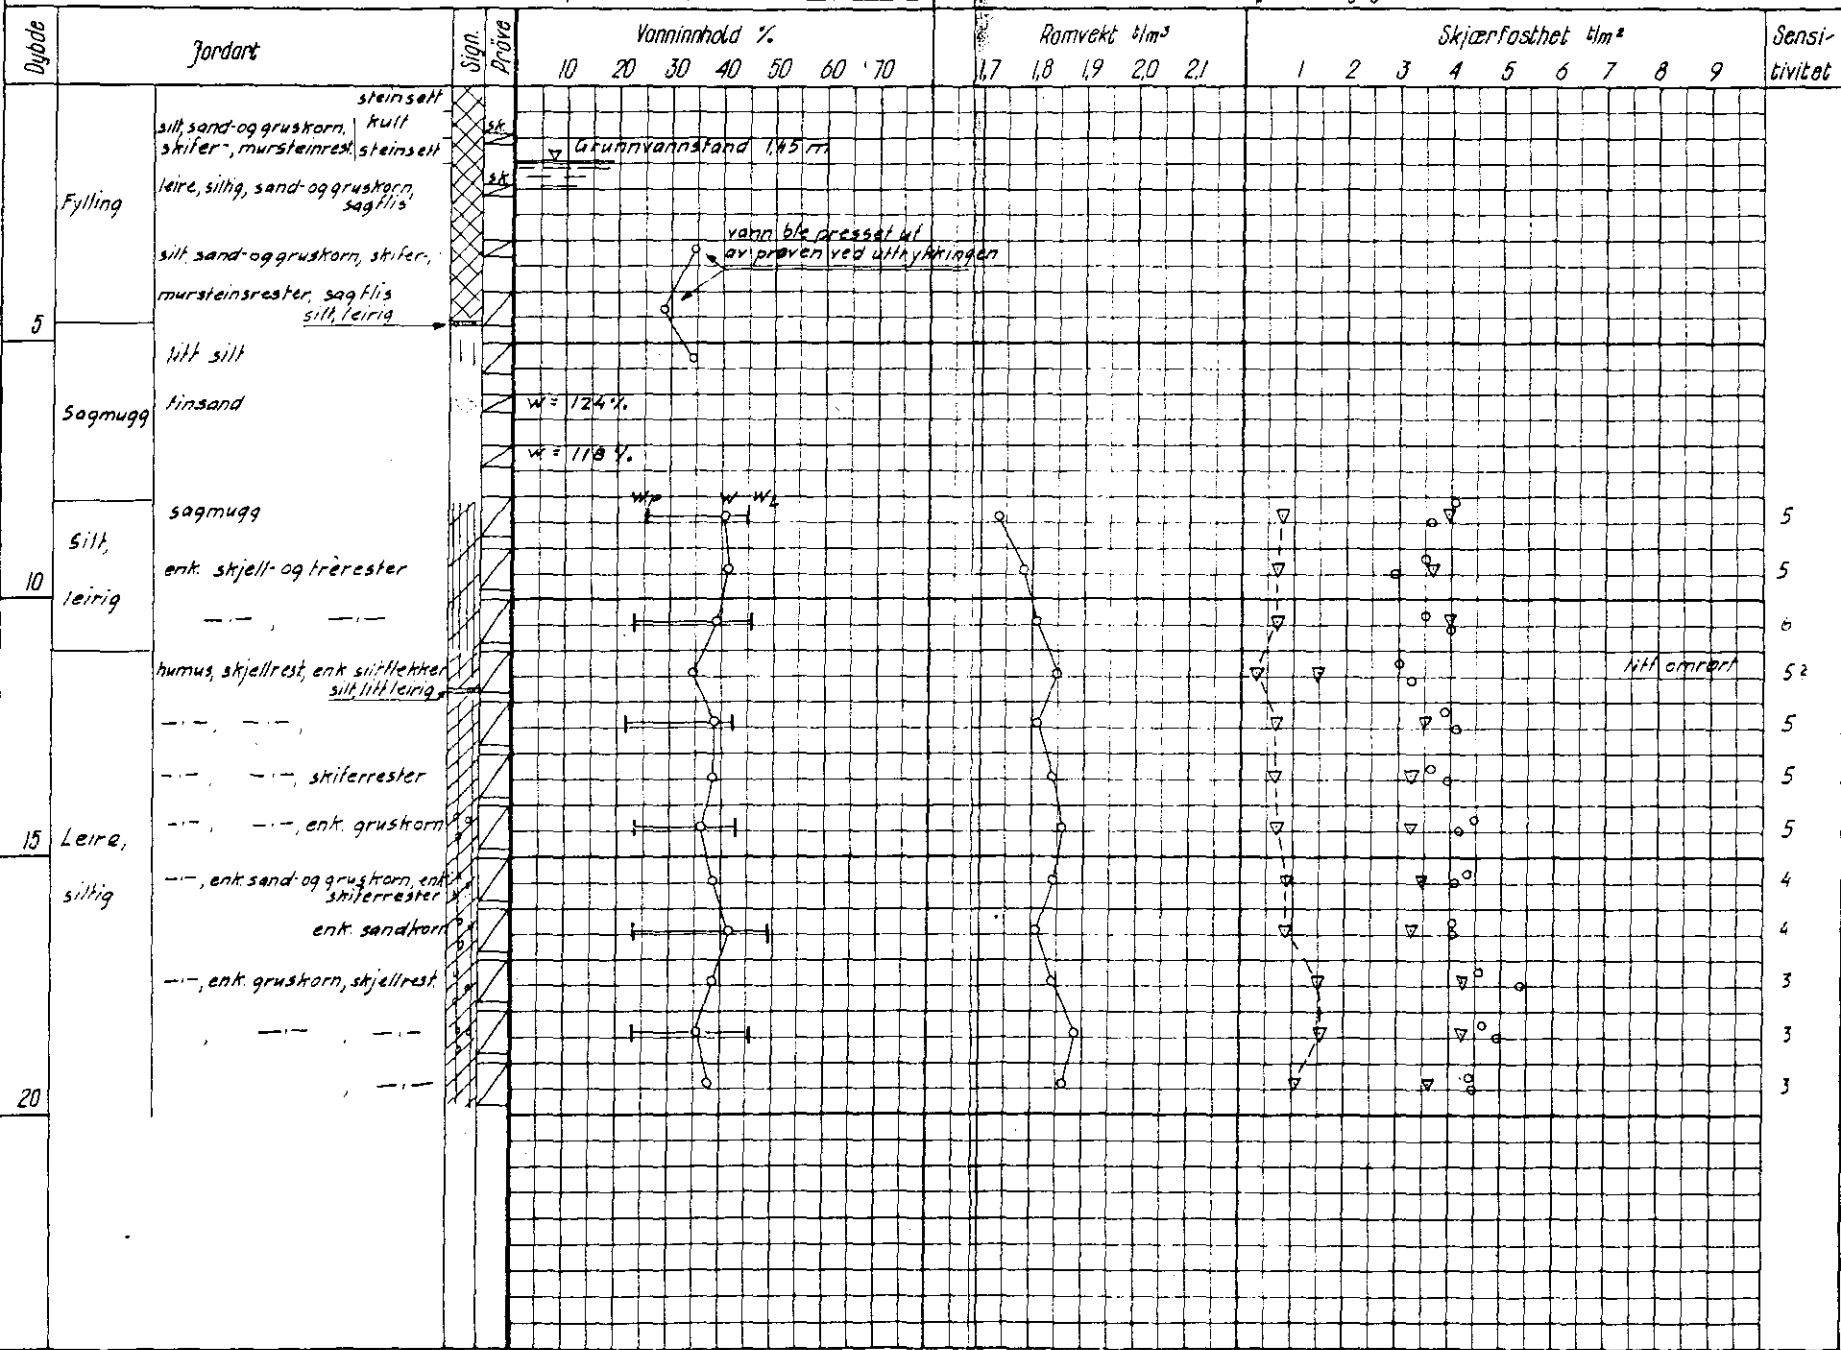 Dybde Jordart Sign. Prøve Vanninnhold % Romvekt t/m³ Skjærfasthet t/m² Sensi-
tivitet
10 20 30 40 50 60 70 1,7 1,8 1,9 2,0 2,1 1 2 3 4 5 6 7 8 9
steinsett
silt, sand-og gruskorn, kult
sk.
skifer-, mursteinrest steinsett
Grunnvannstand 1,45 m
leire, siltig, sand-og gruskorn, sk
sagflis
Fylling
vann ble presset ut
silt, sand-og gruskorn, skifer-, av prøven ved uttrykkingen
mursteinsrester, sagflis
silt, leirig
5
litt silt
Sagmugg finsand w = 124 %
w = 118 %
wP w wL
sagmugg 5
Silt,
enk. skjell- og trèrester 5
10 leirig
—·— , —·— 6
humus, skjellrest, enk siltflekker litt omrørt 5 ?
silt, litt leirig
—·—, —·—, 5
—·—, —·—, skiferrester 5
—·—, —·—, enk. gruskorn 5
15 Leire,
—·—, enk. sand-og gruskorn, enk 4
siltig skiferrester
enk. sandkorn 4
—·—, enk. gruskorn, skjellrest. 3
, —·— , —·— 3
, —·— 3
20